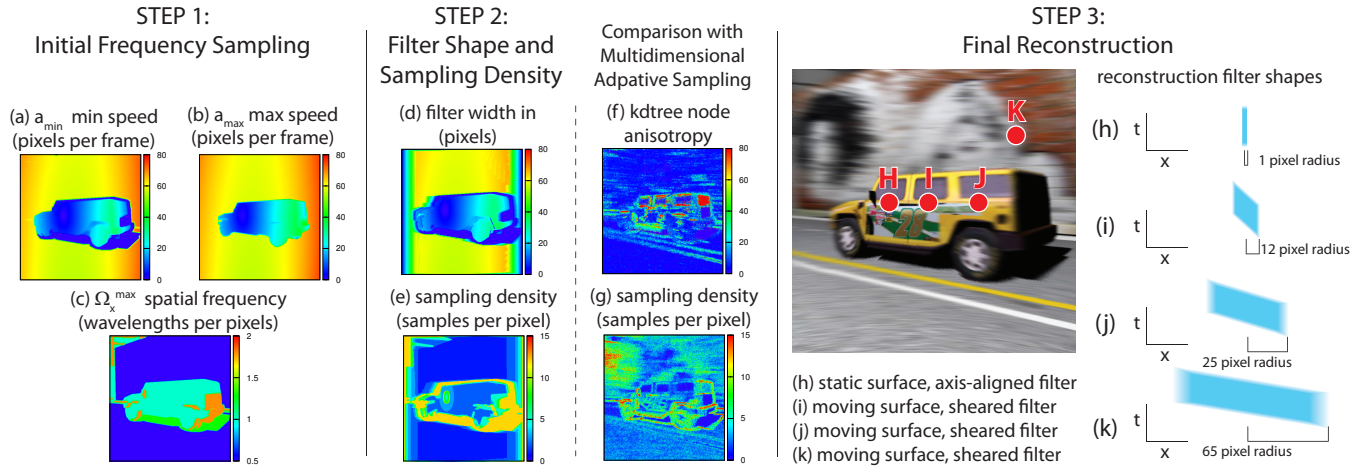 STEP 1:
Initial Frequency Sampling
(a) a_min min speed
(pixels per frame)
80
60
40
20
0
(b) a_max max speed
(pixels per frame)
80
60
40
20
0
(c) Ω_x^max spatial frequency
(wavelengths per pixels)
2
1.5
1
0.5
STEP 2:
Filter Shape and
Sampling Density
(d) filter width in
(pixels)
80
60
40
20
0
(e) sampling density
(samples per pixel)
15
10
5
0
Comparison with
Multidimensional
Adpative Sampling
(f) kdtree node
anisotropy
80
60
40
20
0
(g) sampling density
(samples per pixel)
15
10
5
0
STEP 3:
Final Reconstruction
K
H I J
20
(h) static surface, axis-aligned filter
(i) moving surface, sheared filter
(j) moving surface, sheared filter
(k) moving surface, sheared filter
reconstruction filter shapes
(h) t
x
1 pixel radius
(i) t
x
12 pixel radius
(j) t
x
25 pixel radius
(k) t
x
65 pixel radius